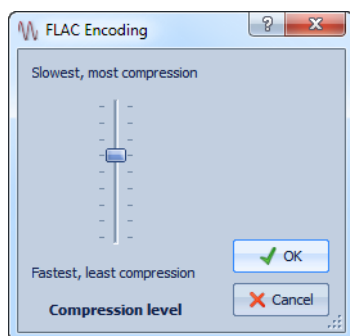 FLAC Encoding
?
Slowest, most compression
OK
Fastest, least compression
Cancel
Compression level